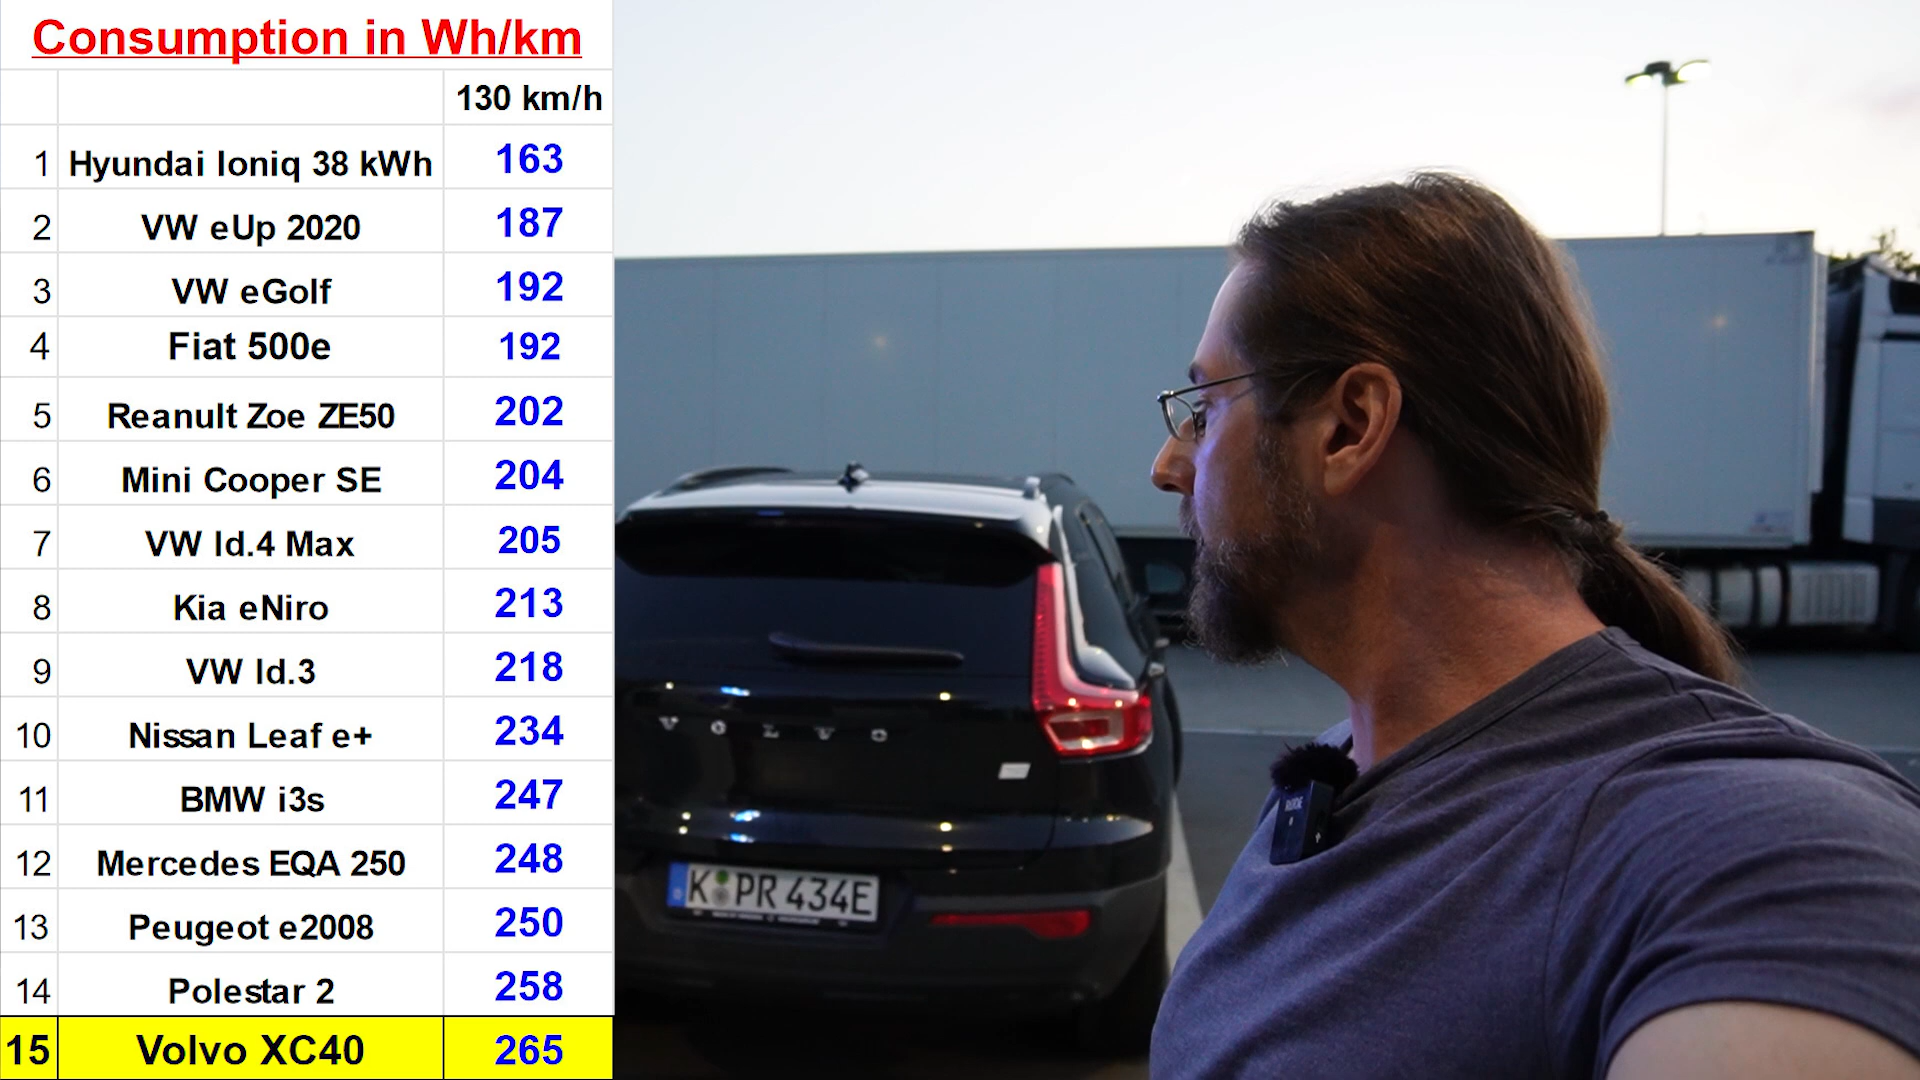 Consumption in Wh/km
130 km/h
1 Hyundai Ioniq 38 kWh 163
2 VW eUp 2020 187
3 VW eGolf 192
4 Fiat 500e 192
5 Reanult Zoe ZE50 202
6 Mini Cooper SE 204
7 VW Id.4 Max 205
8 Kia eNiro 213
9 VW Id.3 218
10 Nissan Leaf e+ 234
11 BMW i3s 247
12 Mercedes EQA 250 248
13 Peugeot e2008 250
14 Polestar 2 258
15 Volvo XC40 265
VOLVO
K PR 434E
RØDE